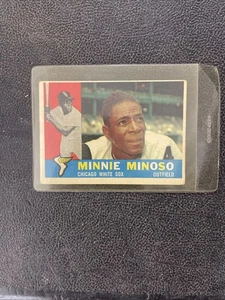 MINNIE MINOSO
CHICAGO WHITE SOX OUTFIELD